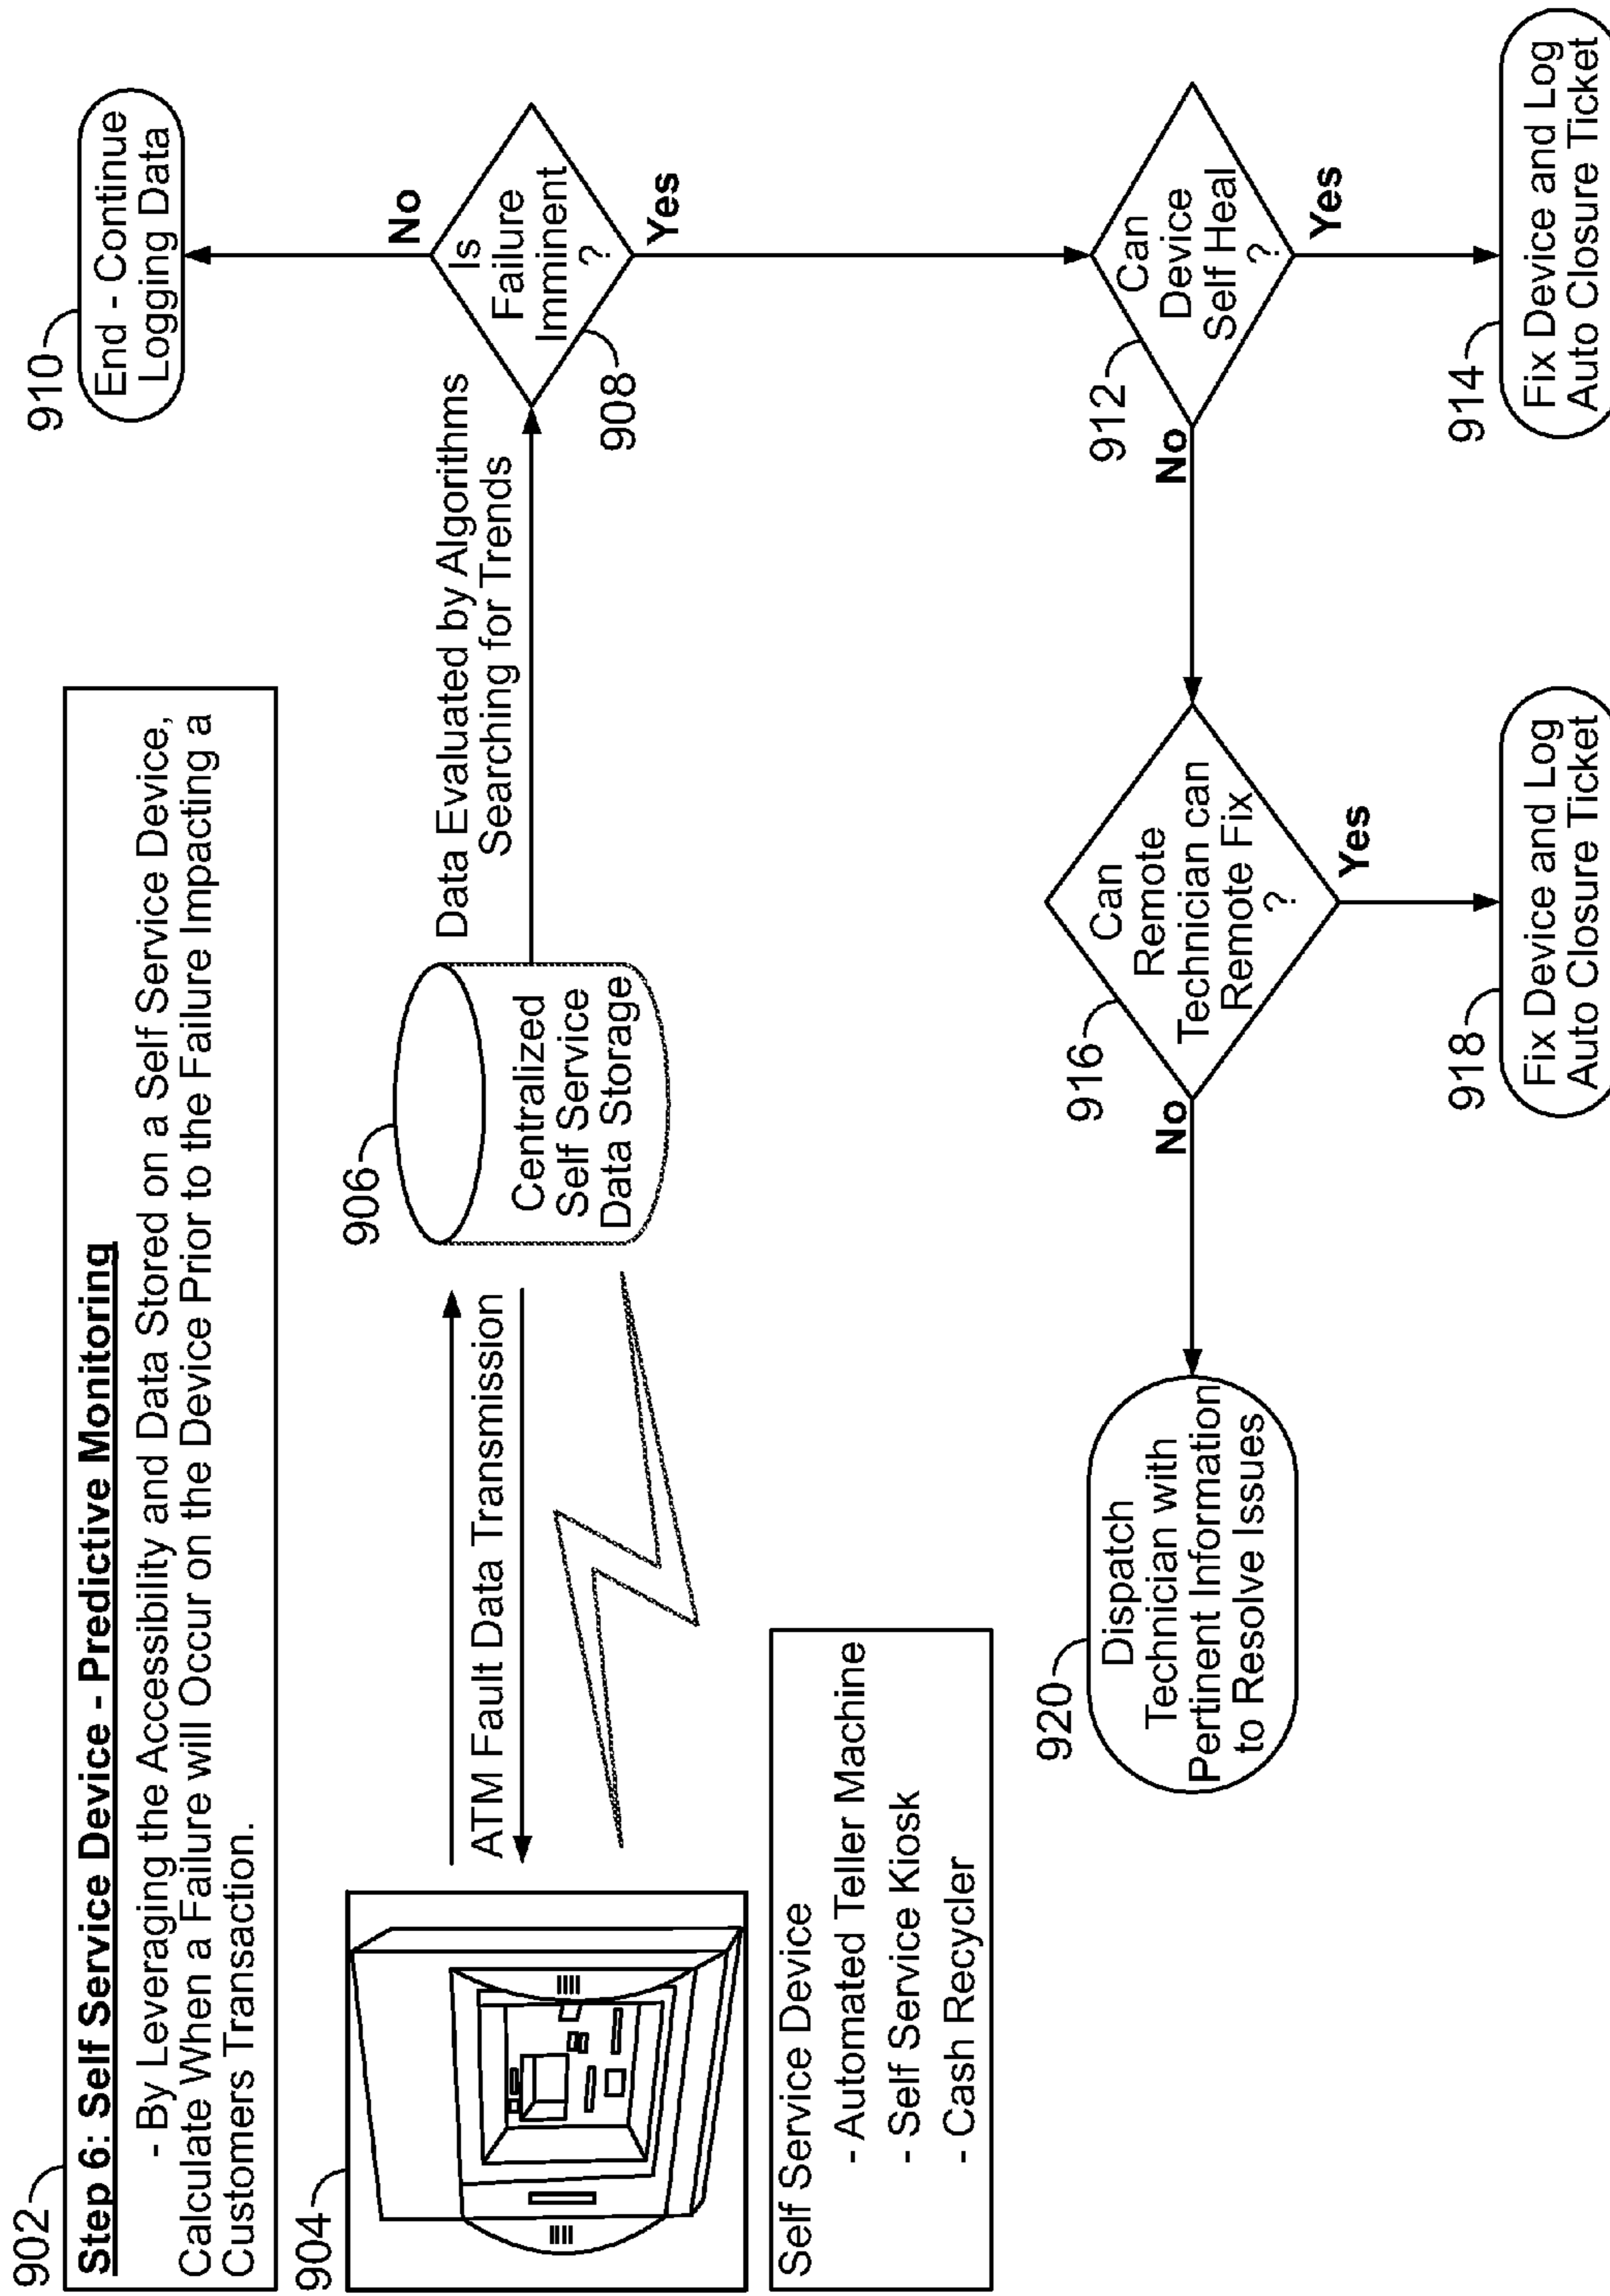 902
Step 6: Self Service Device - Predictive Monitoring
- By Leveraging the Accessibility and Data Stored on a Self Service Device,
Calculate When a Failure will Occur on the Device Prior to the Failure Impacting a
Customers Transaction.
904
ATM Fault Data Transmission
906
Centralized
Self Service
Data Storage
Data Evaluated by Algorithms
Searching for Trends
908
Is
Failure
Imminent
?
No
Yes
910
End - Continue
Logging Data
Self Service Device
- Automated Teller Machine
- Self Service Kiosk
- Cash Recycler
912
Can
Device
Self Heal
?
No
Yes
914
Fix Device and Log
Auto Closure Ticket
916
Can
Remote
Technician can
Remote Fix
?
No
Yes
918
Fix Device and Log
Auto Closure Ticket
920
Dispatch
Technician with
Pertinent Information
to Resolve Issues